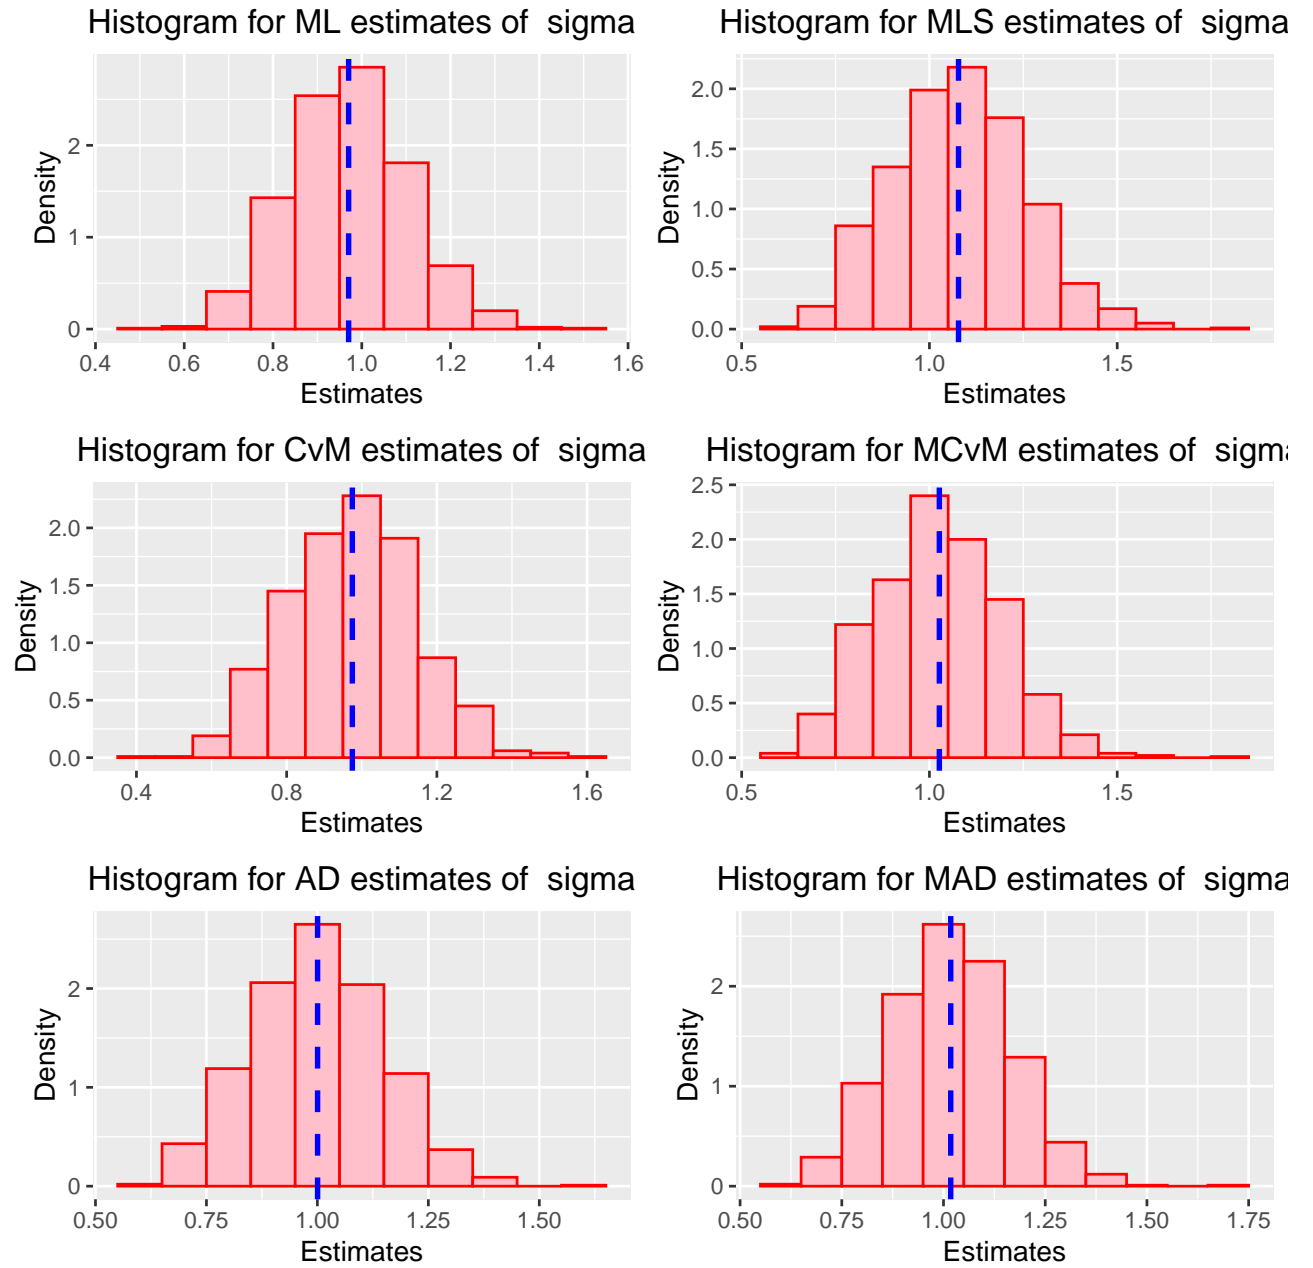 Histogram for ML estimates of  sigma
Density
2
1
0
0.4 0.6 0.8 1.0 1.2 1.4 1.6
Estimates
Histogram for MLS estimates of  sigma
Density
2.0
1.5
1.0
0.5
0.0
0.5 1.0 1.5
Estimates
Histogram for CvM estimates of  sigma
Density
2.0
1.5
1.0
0.5
0.0
0.4 0.8 1.2 1.6
Estimates
Histogram for MCvM estimates of  sigma
Density
2.5
2.0
1.5
1.0
0.5
0.0
0.5 1.0 1.5
Estimates
Histogram for AD estimates of  sigma
Density
2
1
0
0.50 0.75 1.00 1.25 1.50
Estimates
Histogram for MAD estimates of  sigma
Density
2
1
0
0.50 0.75 1.00 1.25 1.50 1.75
Estimates